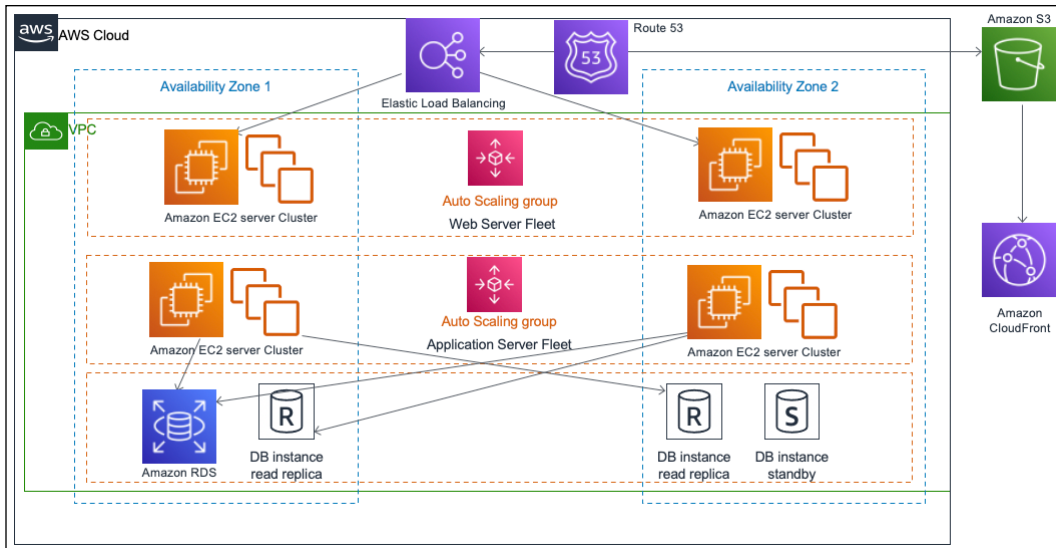 aws
AWS Cloud
Route 53
53
Amazon S3
Availability Zone 1
Elastic Load Balancing
Availability Zone 2
VPC
Amazon EC2 server Cluster
Auto Scaling group
Web Server Fleet
Amazon EC2 server Cluster
Amazon
CloudFront
Amazon EC2 server Cluster
Auto Scaling group
Application Server Fleet
Amazon EC2 server Cluster
Amazon RDS
R
DB instance
read replica
R
DB instance
read replica
S
DB instance
standby